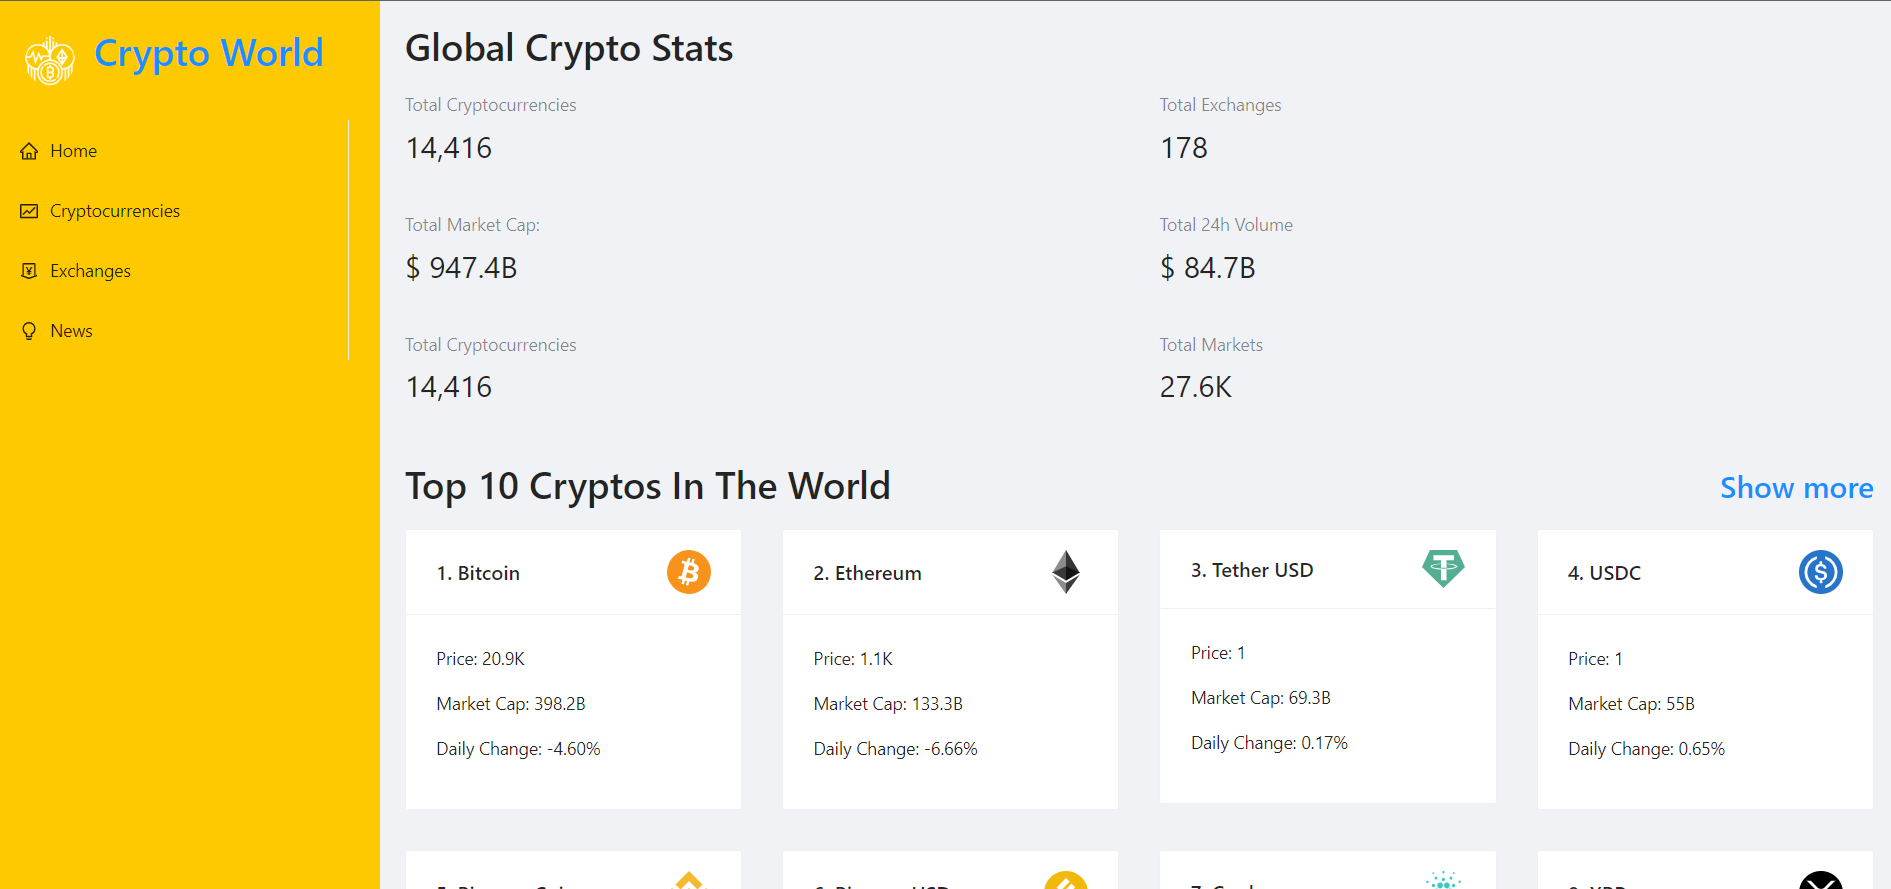 Crypto World
Home
Cryptocurrencies
Exchanges
News
Global Crypto Stats
Total Cryptocurrencies
14,416
Total Exchanges
178
Total Market Cap:
$ 947.4B
Total 24h Volume
$ 84.7B
Total Cryptocurrencies
14,416
Total Markets
27.6K
Top 10 Cryptos In The World
Show more
1. Bitcoin
Price: 20.9K
Market Cap: 398.2B
Daily Change: -4.60%
2. Ethereum
Price: 1.1K
Market Cap: 133.3B
Daily Change: -6.66%
3. Tether USD
Price: 1
Market Cap: 69.3B
Daily Change: 0.17%
4. USDC
Price: 1
Market Cap: 55B
Daily Change: 0.65%